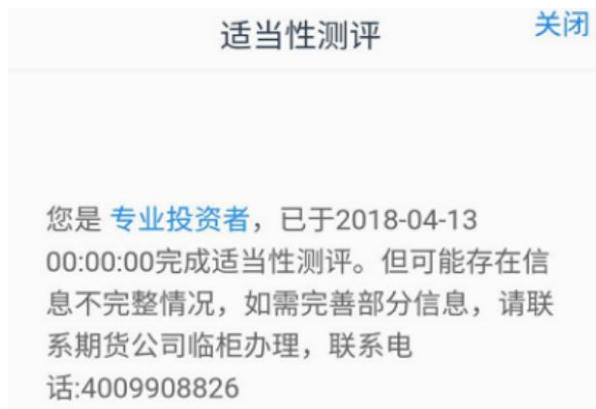 适当性测评
关闭
您是 专业投资者，已于2018-04-13
00:00:00完成适当性测评。但可能存在信
息不完整情况，如需完善部分信息，请联
系期货公司临柜办理，联系电
话:4009908826